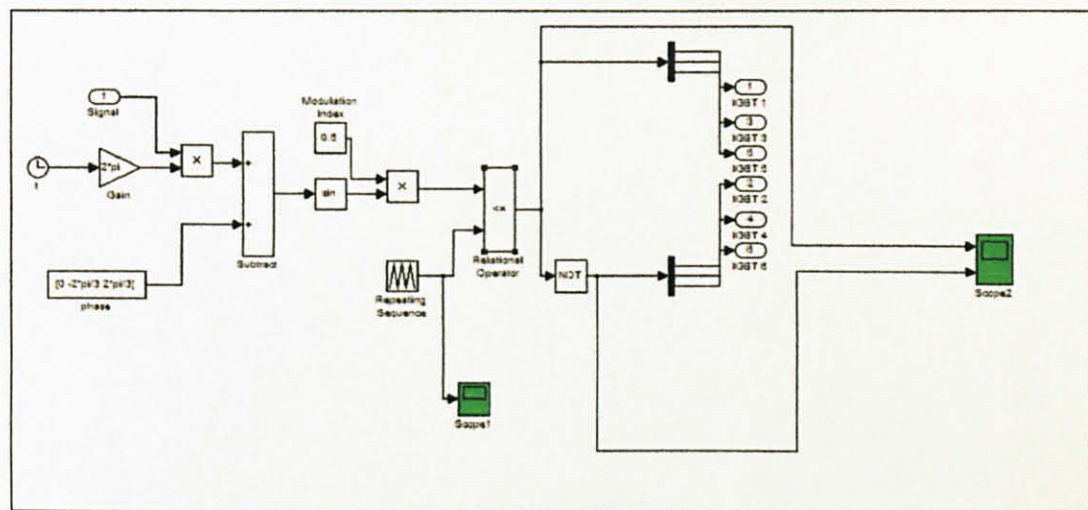 1
Signal
t
2*pi
Gain
×
+
+
Subtract
[0 -2*pi/3 2*pi/3]
phase
Modulation
Index
0.5
sin
×
<=
Relational
Operator
Repeating
Sequence
Scope1
NOT
1
IGBT 1
3
IGBT 3
5
IGBT 5
2
IGBT 2
4
IGBT 4
6
IGBT 6
Scope2